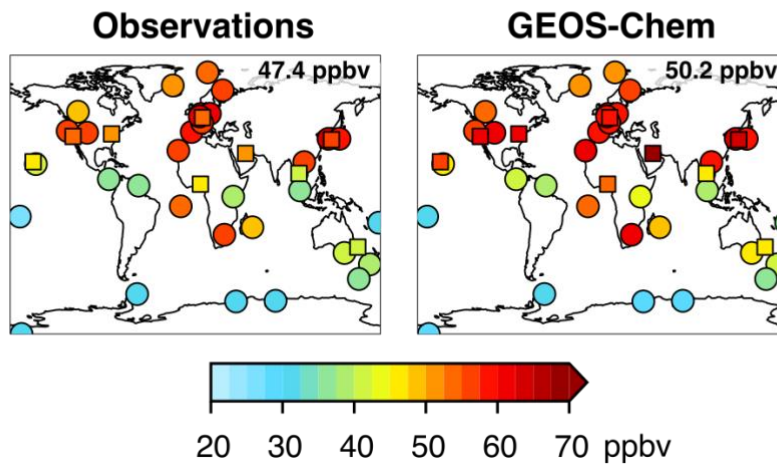 Observations
GEOS-Chem
47.4 ppbv
50.2 ppbv
20 30 40 50 60 70 ppbv